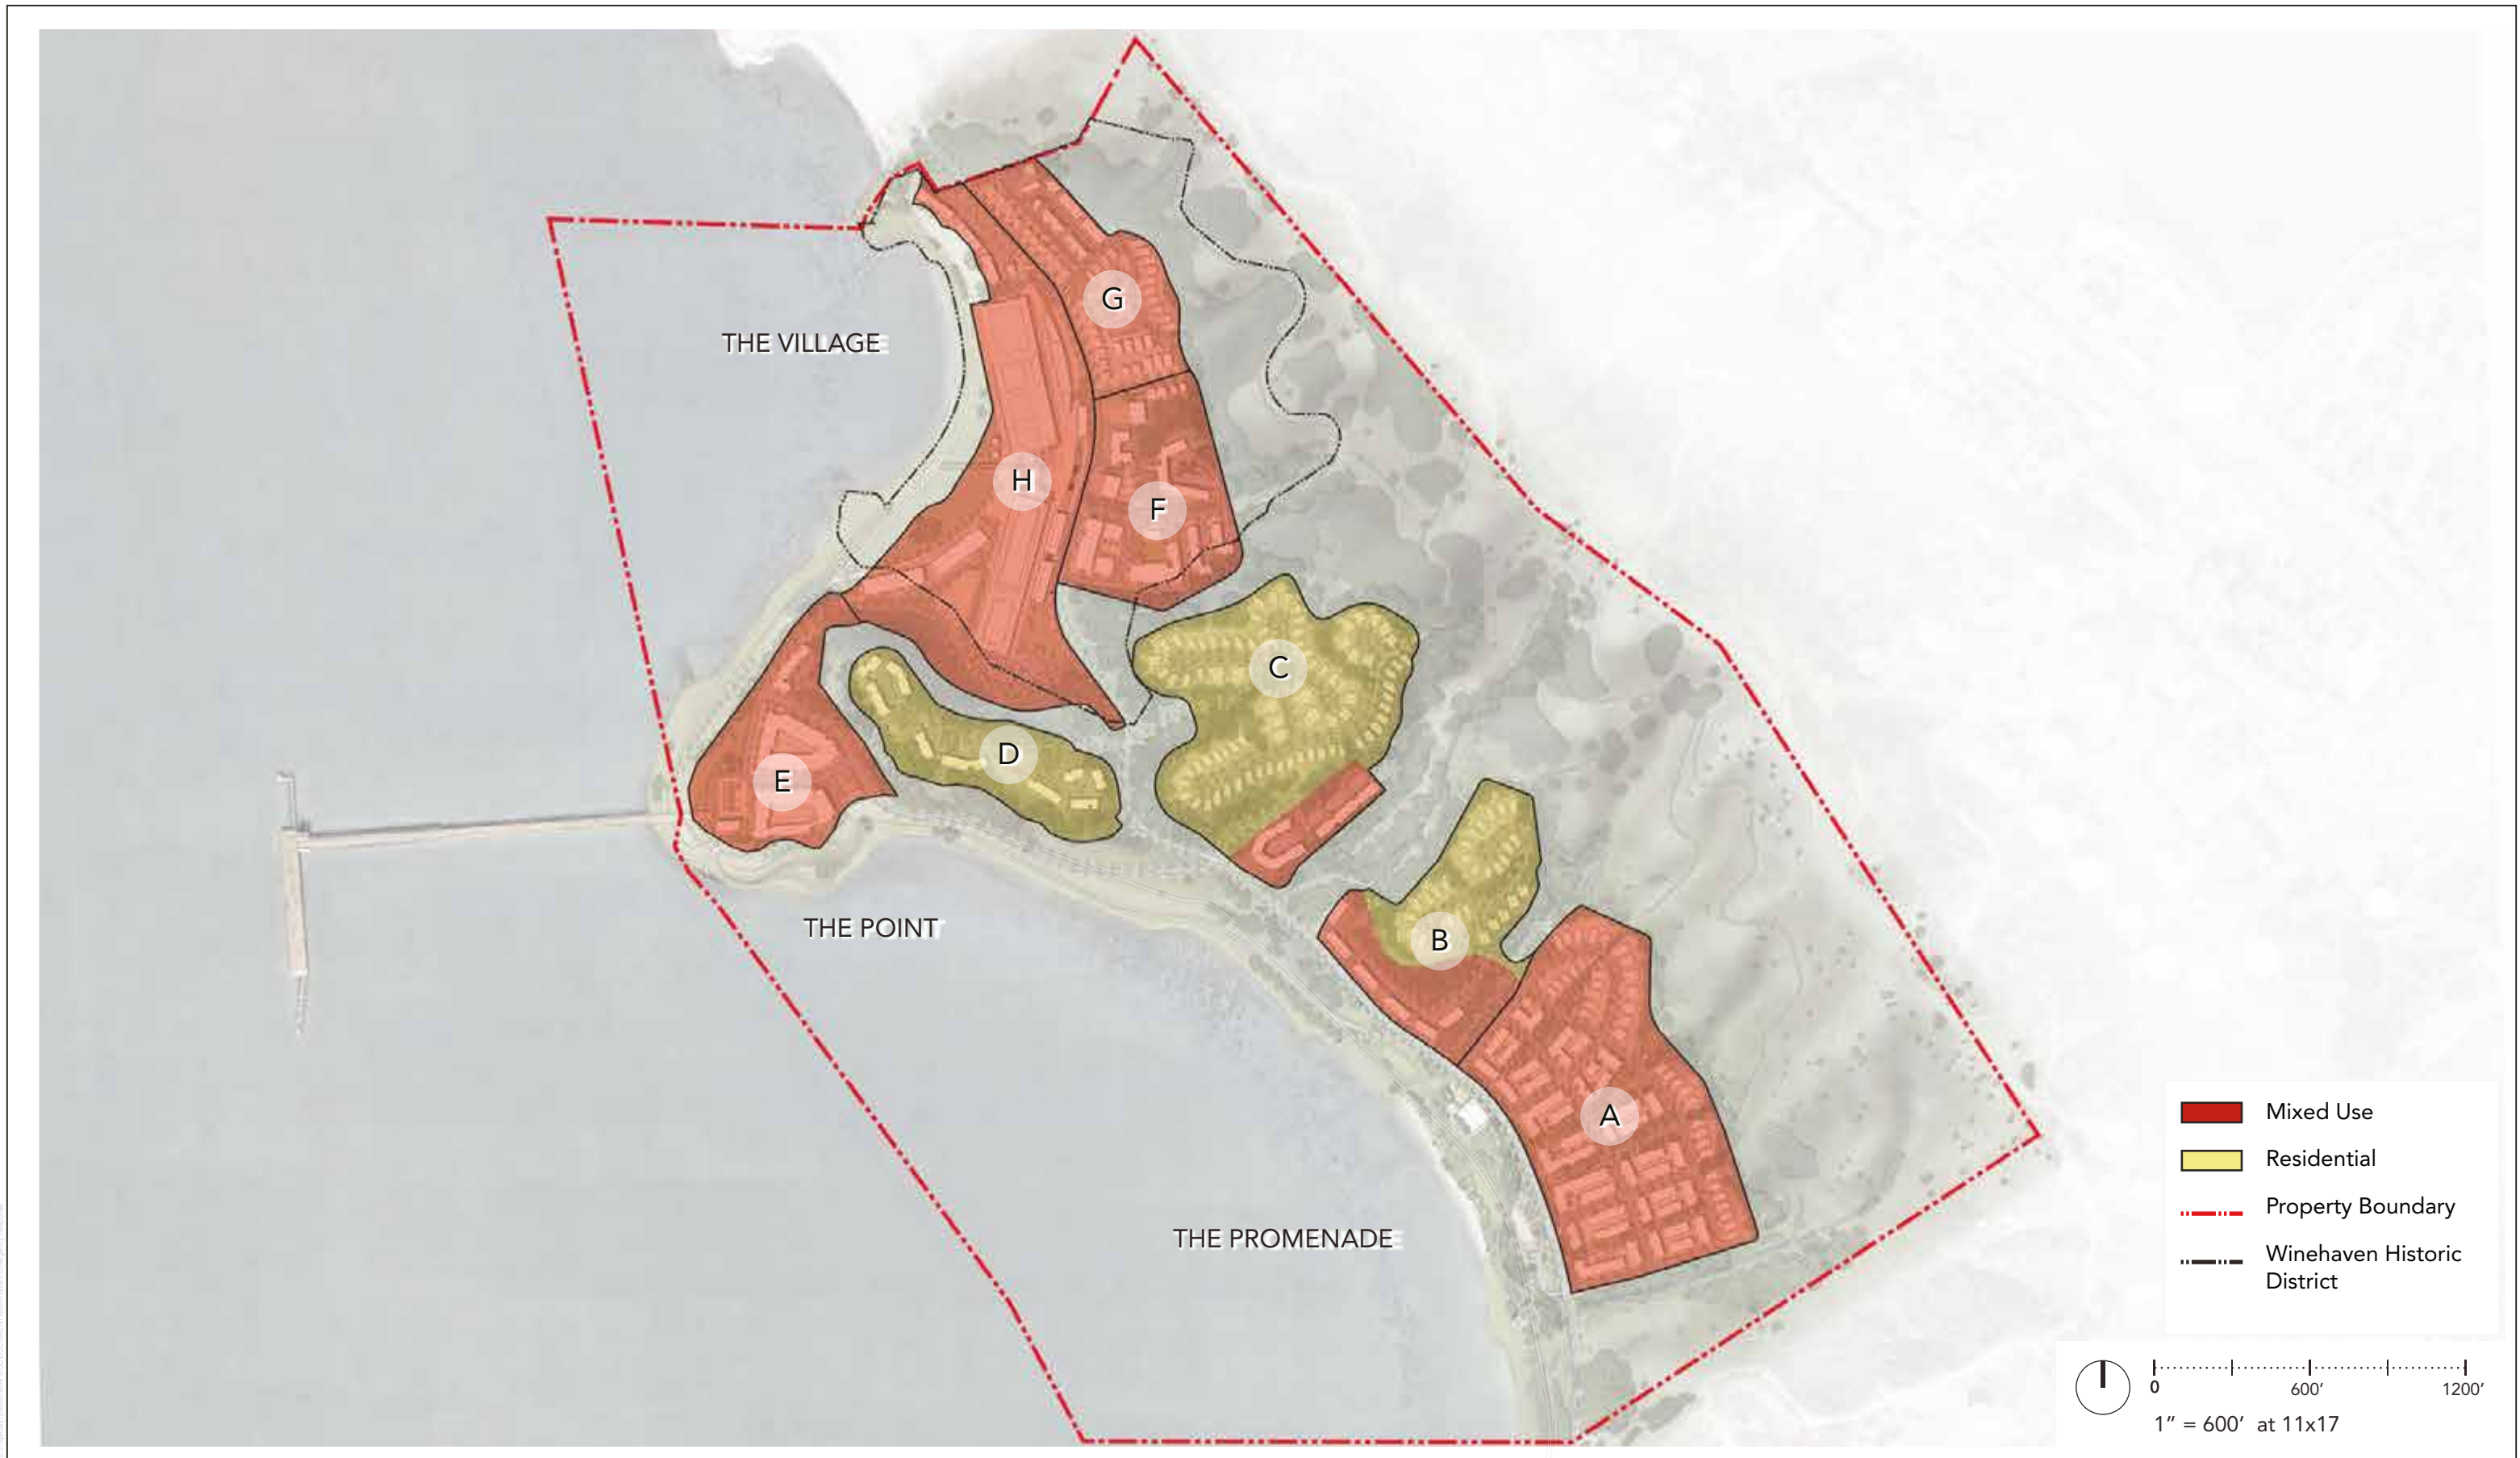 THE VILLAGE
G
H
F
C
D
E
THE POINT
B
A
THE PROMENADE
Mixed Use
Residential
Property Boundary
Winehaven Historic
District
0
600’
1200’
1” = 600’ at 11x17